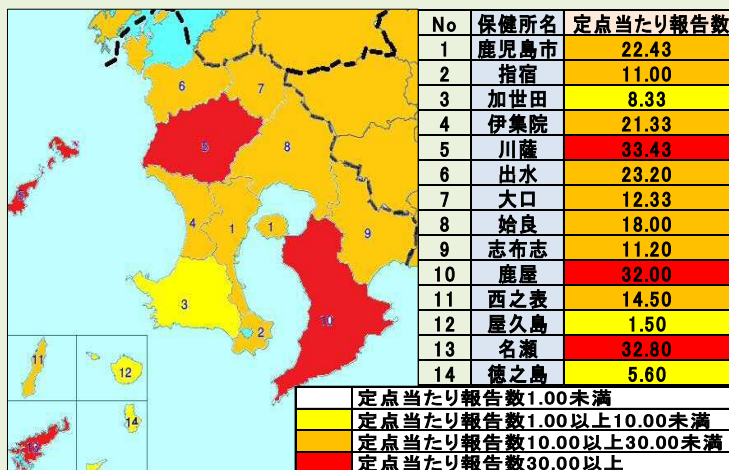 No 保健所名 定点当たり報告数
1 鹿児島市 22.43
2 指宿 11.00
3 加世田 8.33
4 伊集院 21.33
5 川薩 33.43
6 出水 23.20
7 大口 12.33
8 姶良 18.00
9 志布志 11.20
10 鹿屋 32.00
11 西之表 14.50
12 屋久島 1.50
13 名瀬 32.80
14 徳之島 5.60
6
7
5
8
5
4
1
1
9
3
10
2
11
12
14
13
定点当たり報告数1.00未満
定点当たり報告数1.00以上10.00未満
定点当たり報告数10.00以上30.00未満
定点当たり報告数30.00以上